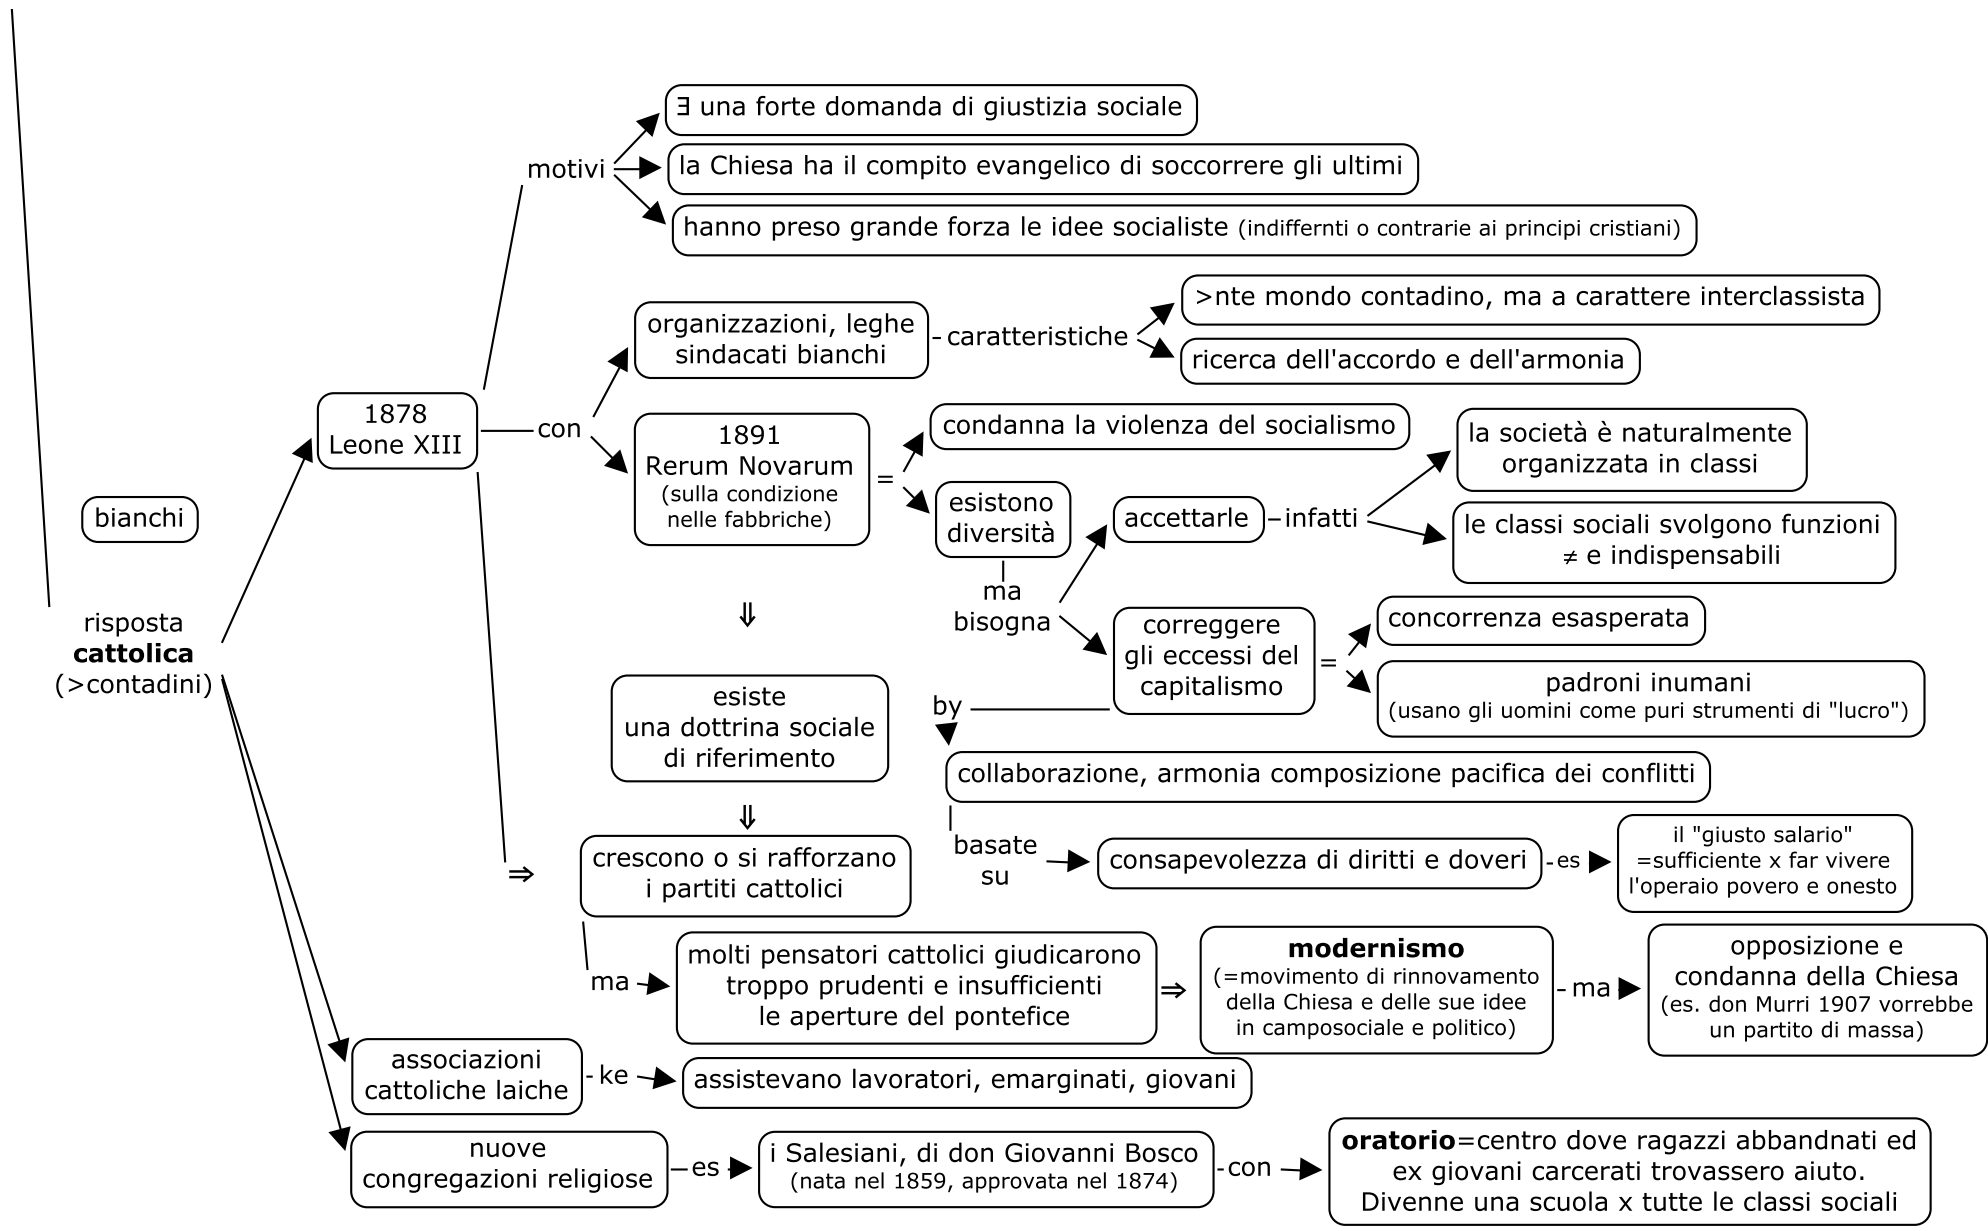 ∃ una forte domanda di giustizia sociale
motivi
la Chiesa ha il compito evangelico di soccorrere gli ultimi
hanno preso grande forza le idee socialiste (indiffernti o contrarie ai principi cristiani)
>nte mondo contadino, ma a carattere interclassista
organizzazioni, leghe
sindacati bianchi
- caratteristiche
ricerca dell'accordo e dell'armonia
1878
Leone XIII
con
1891
Rerum Novarum
(sulla condizione
nelle fabbriche)
=
condanna la violenza del socialismo
esistono
diversità
ma
bisogna
accettarle
infatti
la società è naturalmente
organizzata in classi
le classi sociali svolgono funzioni
≠ e indispensabili
bianchi
risposta
cattolica
(>contadini)
⇓
correggere
gli eccessi del
capitalismo
=
concorrenza esasperata
padroni inumani
(usano gli uomini come puri strumenti di "lucro")
esiste
una dottrina sociale
di riferimento
by
collaborazione, armonia composizione pacifica dei conflitti
⇓
basate
su
consapevolezza di diritti e doveri
- es
il "giusto salario"
=sufficiente x far vivere
l'operaio povero e onesto
⇒
crescono o si rafforzano
i partiti cattolici
ma
molti pensatori cattolici giudicarono
troppo prudenti e insufficienti
le aperture del pontefice
⇒
modernismo
(=movimento di rinnovamento
della Chiesa e delle sue idee
in camposociale e politico)
- ma
opposizione e
condanna della Chiesa
(es. don Murri 1907 vorrebbe
un partito di massa)
associazioni
cattoliche laiche
- ke
assistevano lavoratori, emarginati, giovani
nuove
congregazioni religiose
es
i Salesiani, di don Giovanni Bosco
(nata nel 1859, approvata nel 1874)
- con
oratorio=centro dove ragazzi abbandnati ed
ex giovani carcerati trovassero aiuto.
Divenne una scuola x tutte le classi sociali